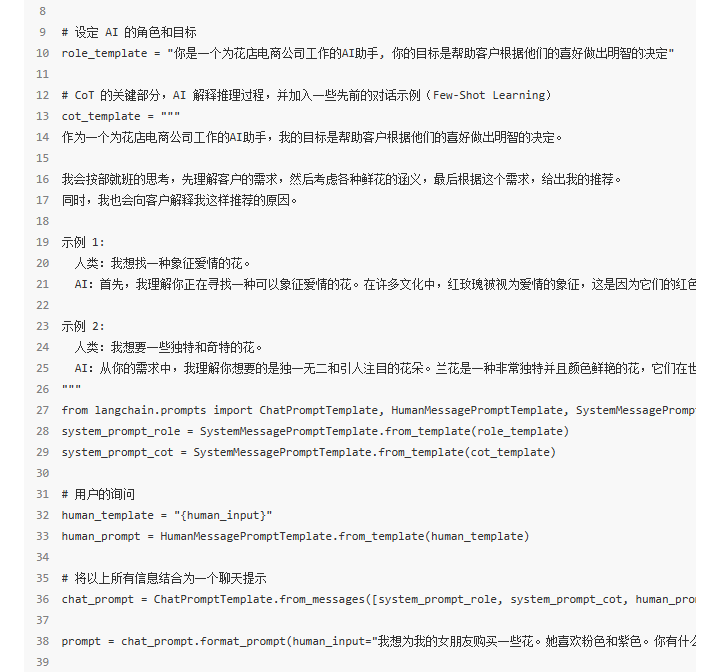 8
9 # 设定 AI 的角色和目标
10 role_template = "你是一个为花店电商公司工作的AI助手, 你的目标是帮助客户根据他们的喜好做出明智的决定"
11
12 # CoT 的关键部分，AI 解释推理过程，并加入一些先前的对话示例（Few-Shot Learning）
13 cot_template = """
14 作为一个为花店电商公司工作的AI助手，我的目标是帮助客户根据他们的喜好做出明智的决定。
15
16 我会按部就班的思考，先理解客户的需求，然后考虑各种鲜花的涵义，最后根据这个需求，给出我的推荐。
17 同时，我也会向客户解释我这样推荐的原因。
18
19 示例 1:
20 人类：我想找一种象征爱情的花。
21 AI：首先，我理解你正在寻找一种可以象征爱情的花。在许多文化中，红玫瑰被视为爱情的象征，这是因为它们的红色
22
23 示例 2:
24 人类：我想要一些独特和奇特的花。
25 AI：从你的需求中，我理解你想要的是独一无二和引人注目的花朵。兰花是一种非常独特并且颜色鲜艳的花，它们在世
26 """
27 from langchain.prompts import ChatPromptTemplate, HumanMessagePromptTemplate, SystemMessageProm
28 system_prompt_role = SystemMessagePromptTemplate.from_template(role_template)
29 system_prompt_cot = SystemMessagePromptTemplate.from_template(cot_template)
30
31 # 用户的询问
32 human_template = "{human_input}"
33 human_prompt = HumanMessagePromptTemplate.from_template(human_template)
34
35 # 将以上所有信息结合为一个聊天提示
36 chat_prompt = ChatPromptTemplate.from_messages([system_prompt_role, system_prompt_cot, human_pro
37
38 prompt = chat_prompt.format_prompt(human_input="我想为我的女朋友购买一些花。她喜欢粉色和紫色。你有什么
39